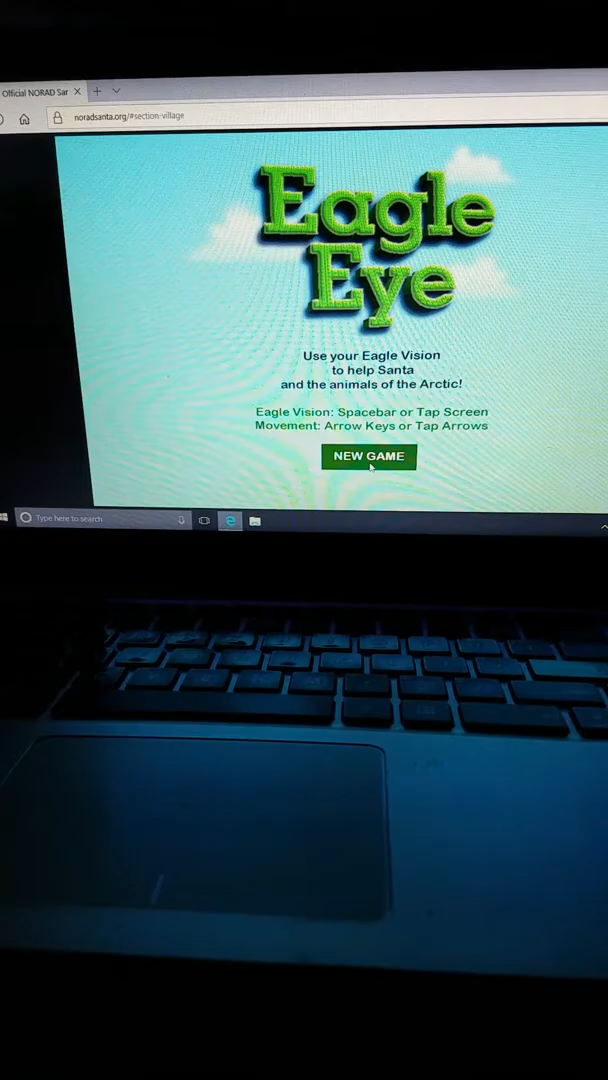 Official NORAD Sar
noradsanta.org/#section-village
Eagle
Eye
Use your Eagle Vision
to help Santa
and the animals of the Arctic!
Eagle Vision: Spacebar or Tap Screen
Movement: Arrow Keys or Tap Arrows
NEW GAME
Type here to search